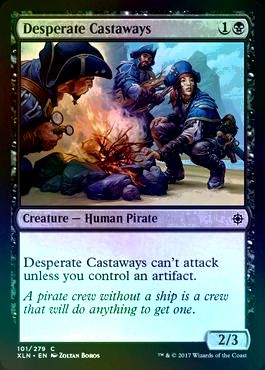 Desperate Castaways 1
Creature — Human Pirate
Desperate Castaways can't attack
unless you control an artifact.
A pirate crew without a ship is a crew
that will do anything to get one.
2/3
101/279 C
XLN • EN ZOLTAN BOROS
™ & © 2017 Wizards of the Coast